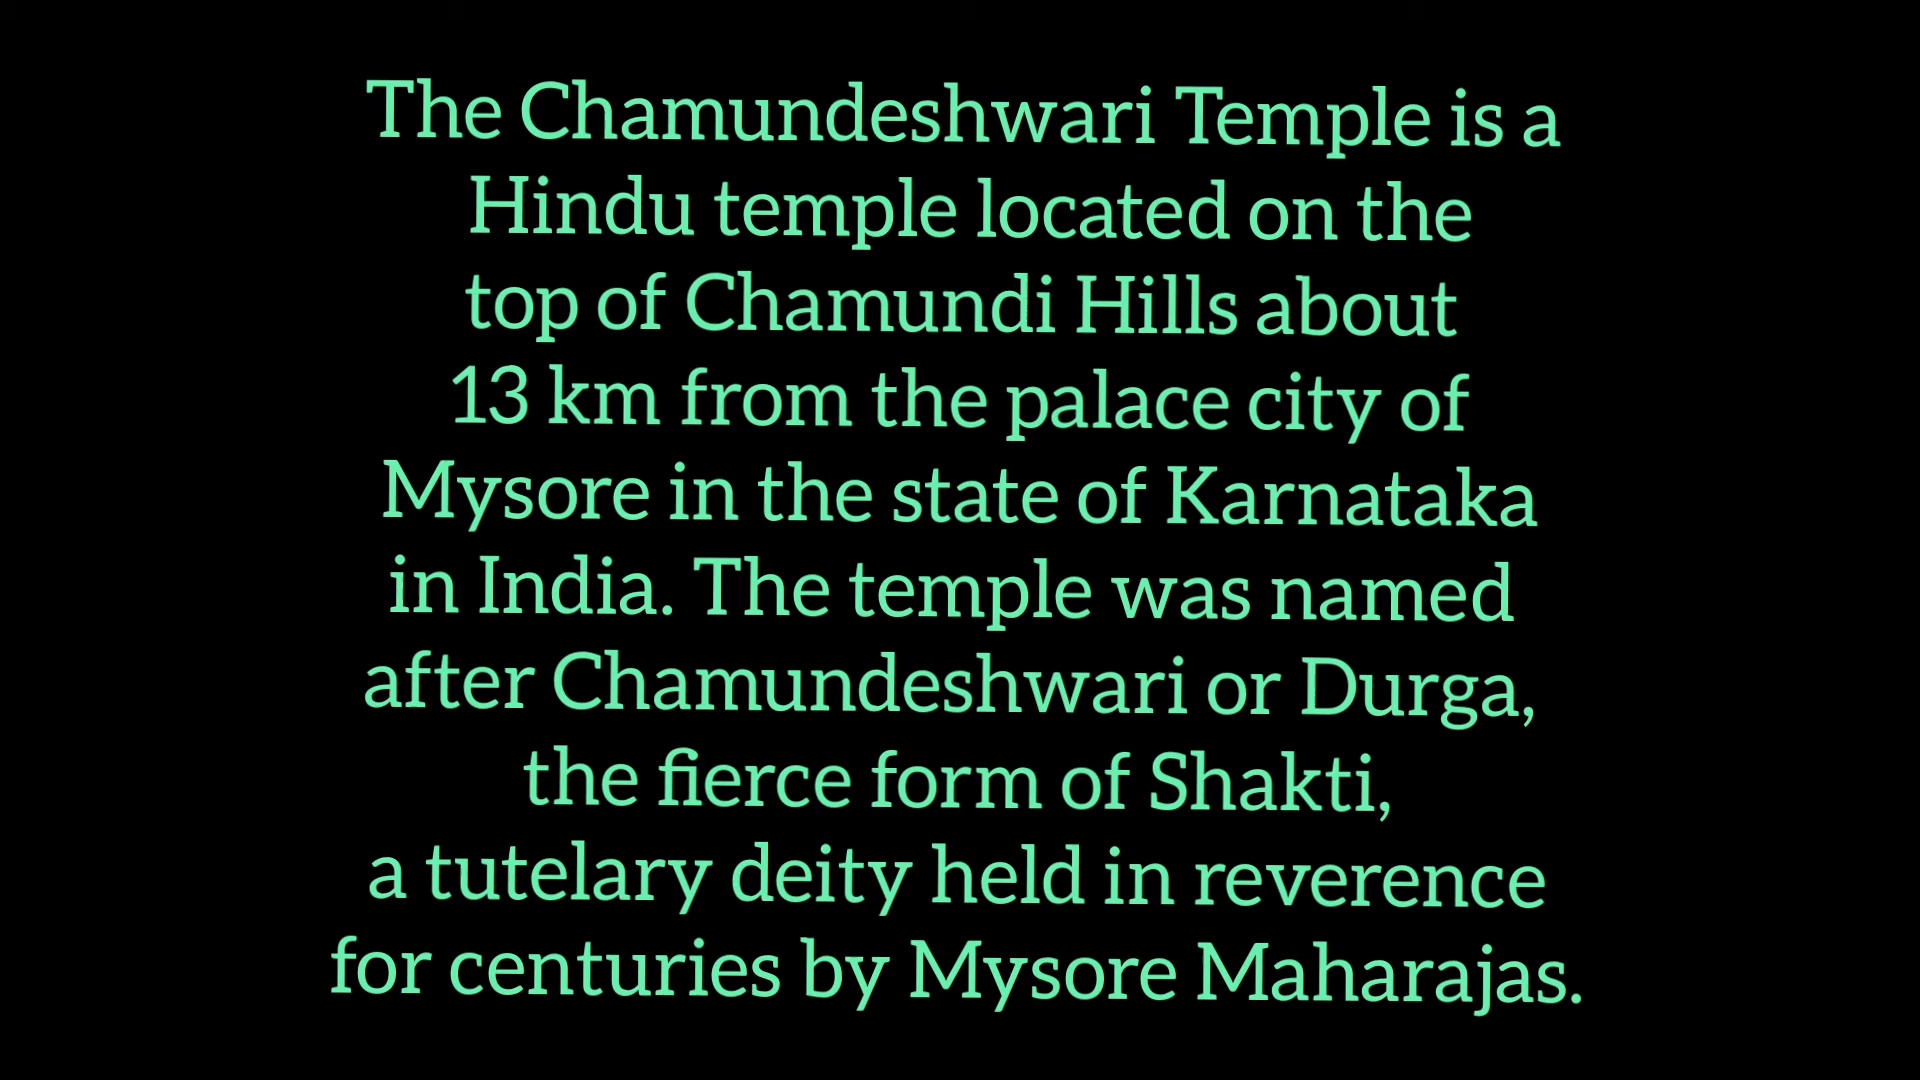 The Chamundeshwari Temple is a
Hindu temple located on the
top of Chamundi Hills about
13 km from the palace city of
Mysore in the state of Karnataka
in India. The temple was named
after Chamundeshwari or Durga,
the fierce form of Shakti,
a tutelary deity held in reverence
for centuries by Mysore Maharajas.